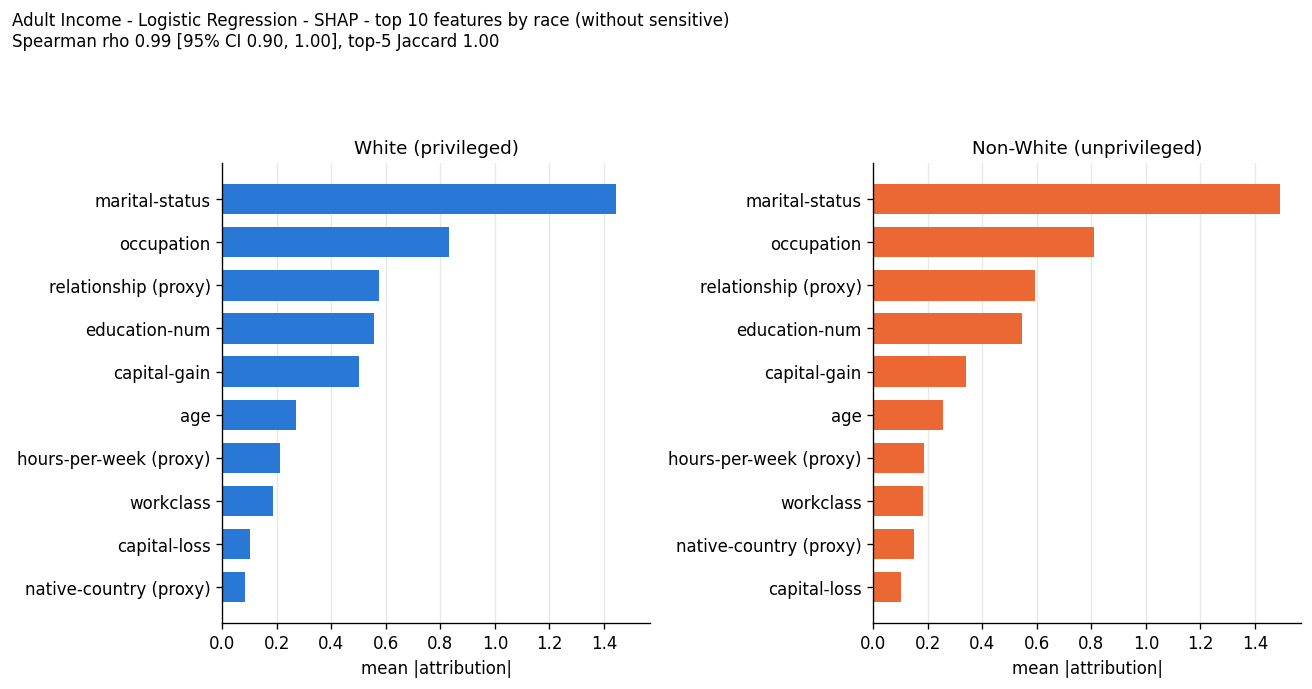 Adult Income - Logistic Regression - SHAP - top 10 features by race (without sensitive)
Spearman rho 0.99 [95% CI 0.90, 1.00], top-5 Jaccard 1.00
White (privileged)
marital-status
occupation
relationship (proxy)
education-num
capital-gain
age
hours-per-week (proxy)
workclass
capital-loss
native-country (proxy)
0.0 0.2 0.4 0.6 0.8 1.0 1.2 1.4
mean |attribution|
Non-White (unprivileged)
marital-status
occupation
relationship (proxy)
education-num
capital-gain
age
hours-per-week (proxy)
workclass
native-country (proxy)
capital-loss
0.0 0.2 0.4 0.6 0.8 1.0 1.2 1.4
mean |attribution|